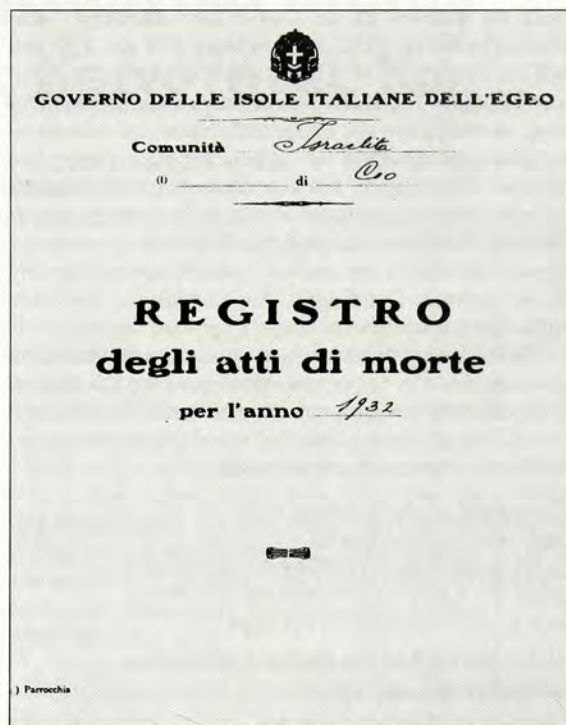 GOVERNO DELLE ISOLE ITALIANE DELL'EGEO
Comunità Israelita
(1) di Coo
REGISTRO
degli atti di morte
per l'anno 1932
) Parrocchia